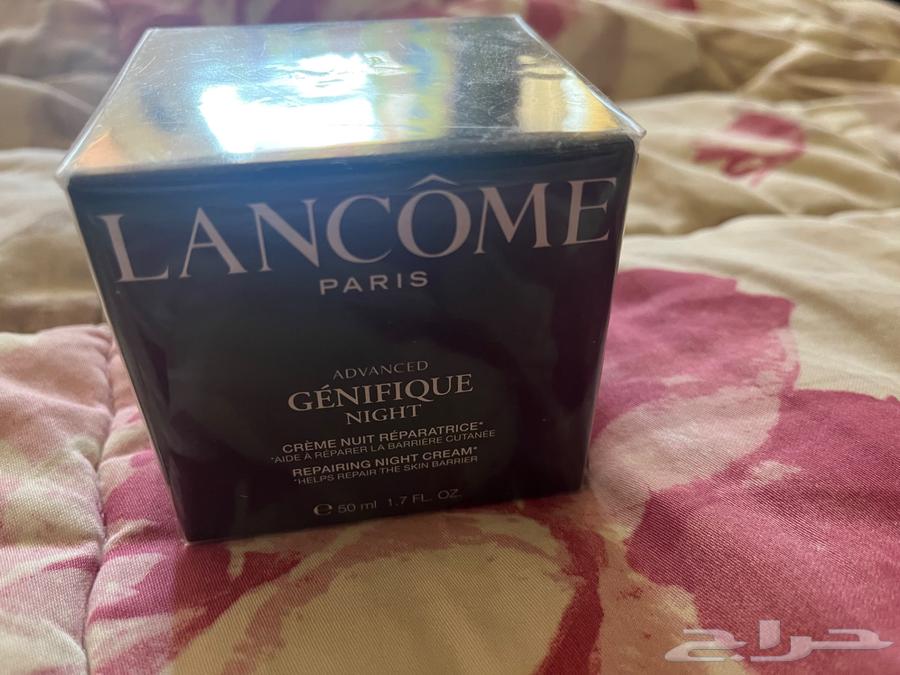 LANCÔME
PARIS
ADVANCED
GÉNIFIQUE
NIGHT
CRÈME NUIT RÉPARATRICE*
*AIDE À RÉPARER LA BARRIÈRE CUTANÉE
REPAIRING NIGHT CREAM*
*HELPS REPAIR THE SKIN BARRIER
℮ 50 ml 1.7 FL. OZ.
حراج